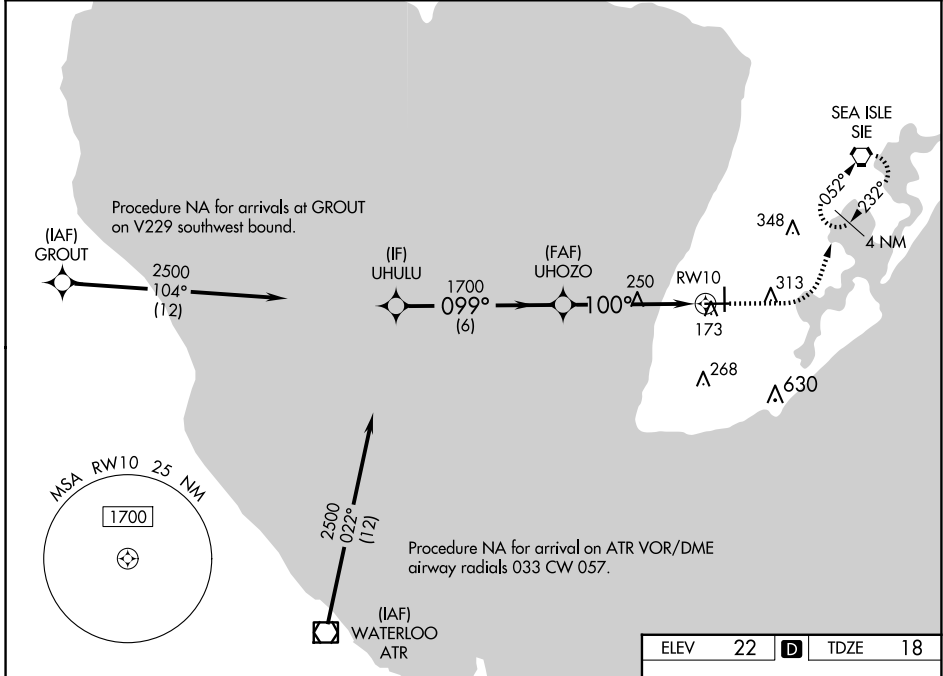 SEA ISLE
SIE
052°
232°
4 NM
348
Procedure NA for arrivals at GROUT
on V229 southwest bound.
(IAF)
GROUT
2500
104°
(12)
(IF)
UHULU
1700
099°
(6)
(FAF)
UHOZO
100°
250
RW10
173
313
268
630
MSA RW10 25 NM
1700
2500
022°
(12)
Procedure NA for arrival on ATR VOR/DME
airway radials 033 CW 057.
(IAF)
WATERLOO
ATR
ELEV 22 D TDZE 18